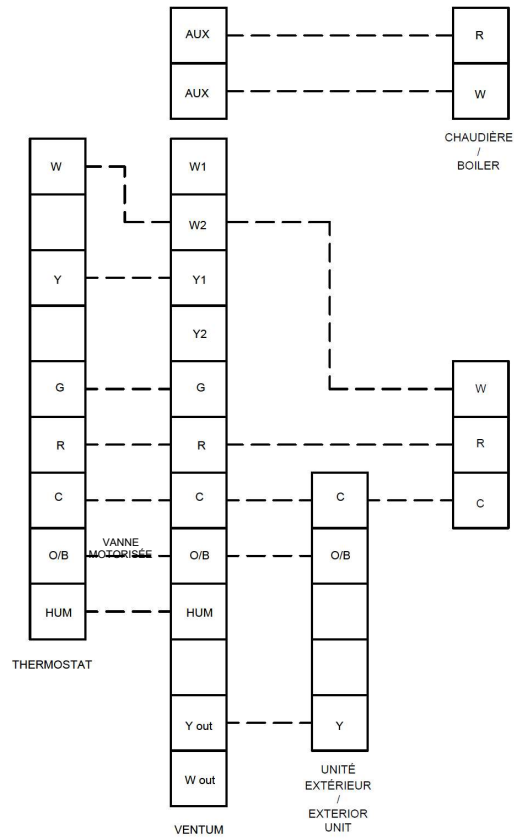 AUX
R
AUX
W
CHAUDIÈRE
/
BOILER
W
W1
W2
Y
Y1
Y2
G
G
W
R
R
R
C
C
C
C
O/B
VANNE
MOTORISÉE
O/B
O/B
HUM
HUM
THERMOSTAT
Y out
Y
W out
UNITÉ
EXTÉRIEUR
/
EXTERIOR
UNIT
VENTUM